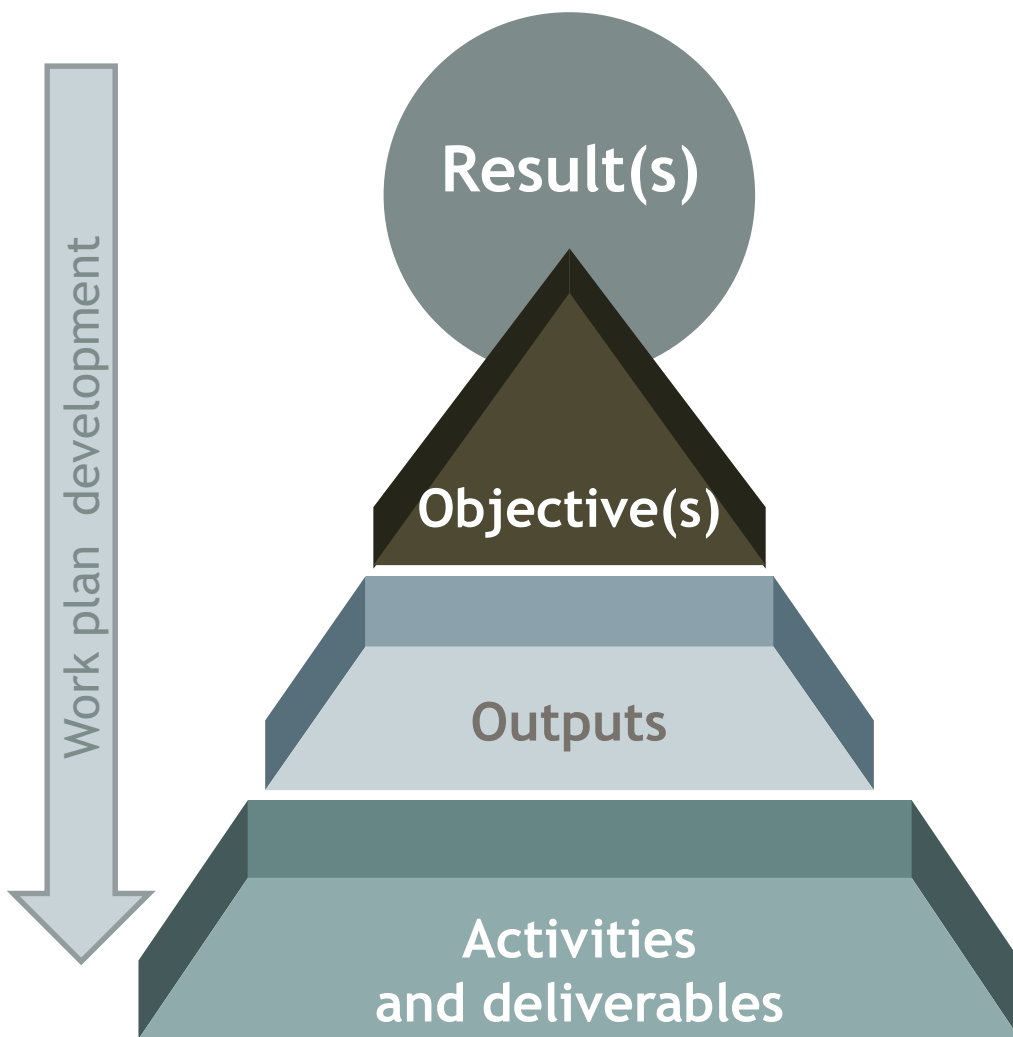 Result(s)
Objective(s)
Outputs
Activities
and deliverables
Work plan development